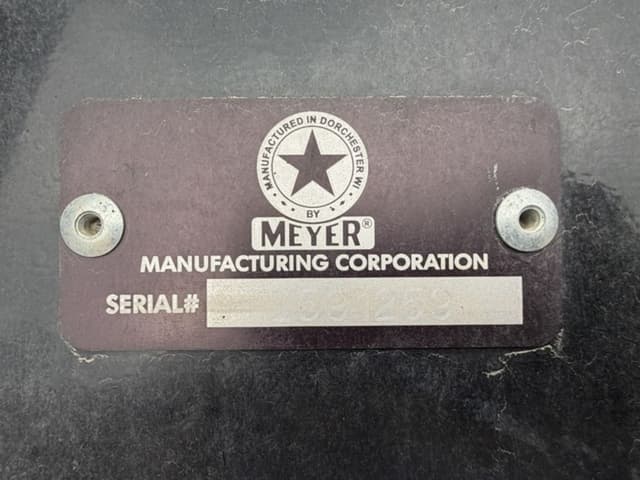 MANUFACTURED IN DORCHESTER WI
BY
MEYER®
MANUFACTURING CORPORATION
SERIAL#